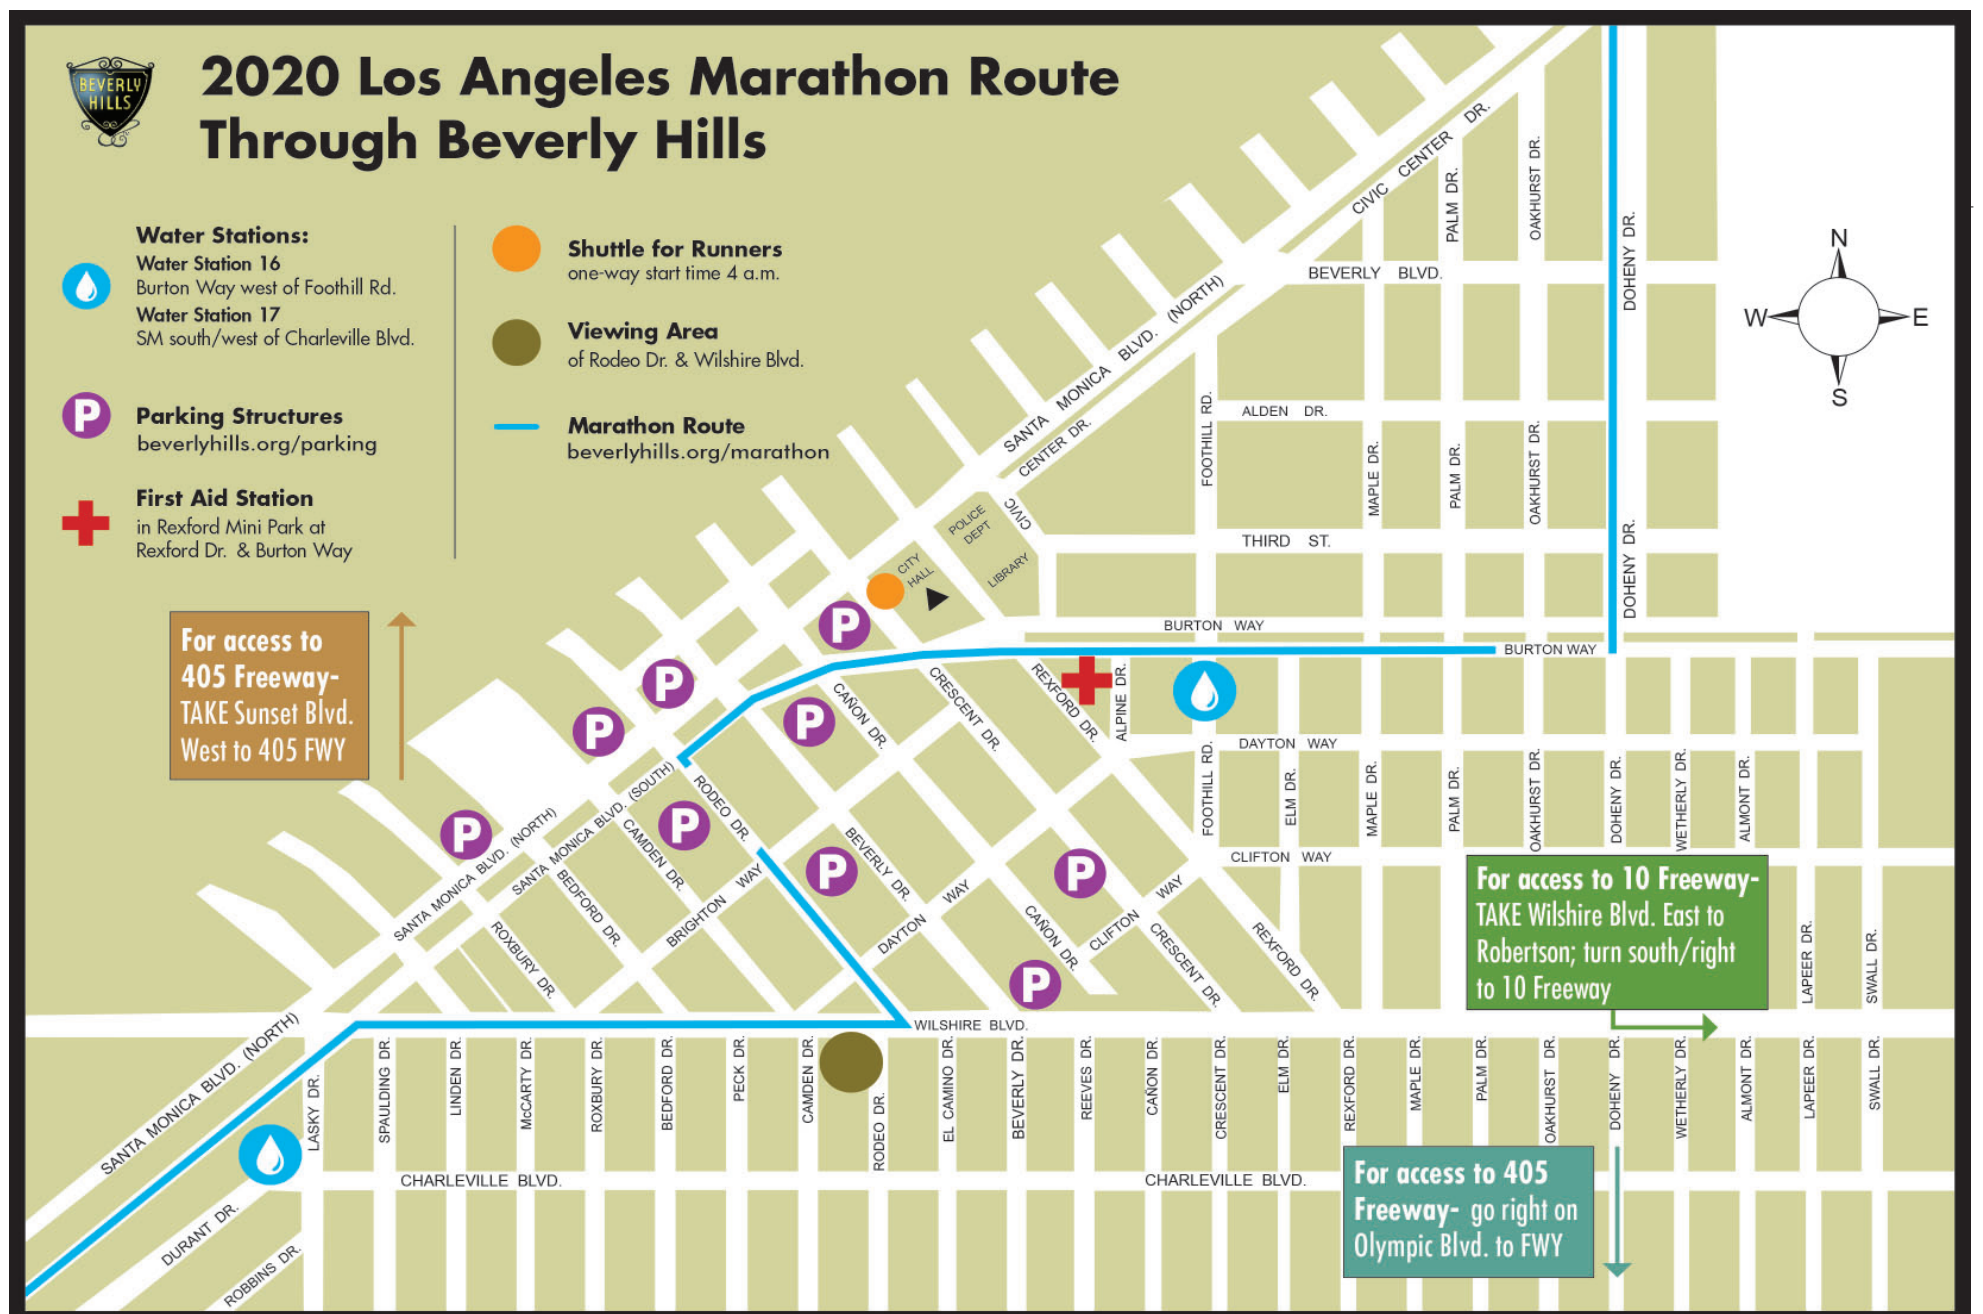 BEVERLY
HILLS
2020 Los Angeles Marathon Route
Through Beverly Hills
Water Stations:
Water Station 16
Burton Way west of Foothill Rd.
Water Station 17
SM south/west of Charleville Blvd.
P
Parking Structures
beverlyhills.org/parking
First Aid Station
in Rexford Mini Park at
Rexford Dr. & Burton Way
Shuttle for Runners
one-way start time 4 a.m.
Viewing Area
of Rodeo Dr. & Wilshire Blvd.
Marathon Route
beverlyhills.org/marathon
For access to
405 Freeway-
TAKE Sunset Blvd.
West to 405 FWY
N
W
E
S
CIVIC CENTER DR.
PALM DR.
OAKHURST DR.
DOHENY DR.
BEVERLY BLVD.
SANTA MONICA BLVD. (NORTH)
CENTER DR.
CIVIC
FOOTHILL RD.
ALDEN DR.
MAPLE DR.
PALM DR.
OAKHURST DR.
DOHENY DR.
THIRD ST.
POLICE
DEPT
LIBRARY
CITY
HALL
BURTON WAY
BURTON WAY
P
P
P
P
P
P
P
P
P
P
CAÑON DR.
CRESCENT DR.
REXFORD DR.
ALPINE DR.
FOOTHILL RD.
DAYTON WAY
ELM DR.
MAPLE DR.
PALM DR.
OAKHURST DR.
DOHENY DR.
WETHERLY DR.
ALMONT DR.
LAPEER DR.
SWALL DR.
CLIFTON WAY
SANTA MONICA BLVD. (NORTH)
SANTA MONICA BLVD. (SOUTH)
RODEO DR.
CAMDEN DR.
BEDFORD DR.
ROXBURY DR.
BRIGHTON WAY
BEVERLY DR.
DAYTON WAY
CAÑON DR.
CLIFTON WAY
CRESCENT DR.
REXFORD DR.
For access to 10 Freeway-
TAKE Wilshire Blvd. East to
Robertson; turn south/right
to 10 Freeway
WILSHIRE BLVD.
SANTA MONICA BLVD. (NORTH)
LASKY DR.
SPAULDING DR.
LINDEN DR.
McCARTY DR.
ROXBURY DR.
BEDFORD DR.
PECK DR.
CAMDEN DR.
RODEO DR.
EL CAMINO DR.
BEVERLY DR.
REEVES DR.
CAÑON DR.
CRESCENT DR.
ELM DR.
REXFORD DR.
MAPLE DR.
PALM DR.
OAKHURST DR.
DOHENY DR.
WETHERLY DR.
ALMONT DR.
LAPEER DR.
SWALL DR.
CHARLEVILLE BLVD.
CHARLEVILLE BLVD.
DURANT DR.
ROBBINS DR.
For access to 405
Freeway- go right on
Olympic Blvd. to FWY